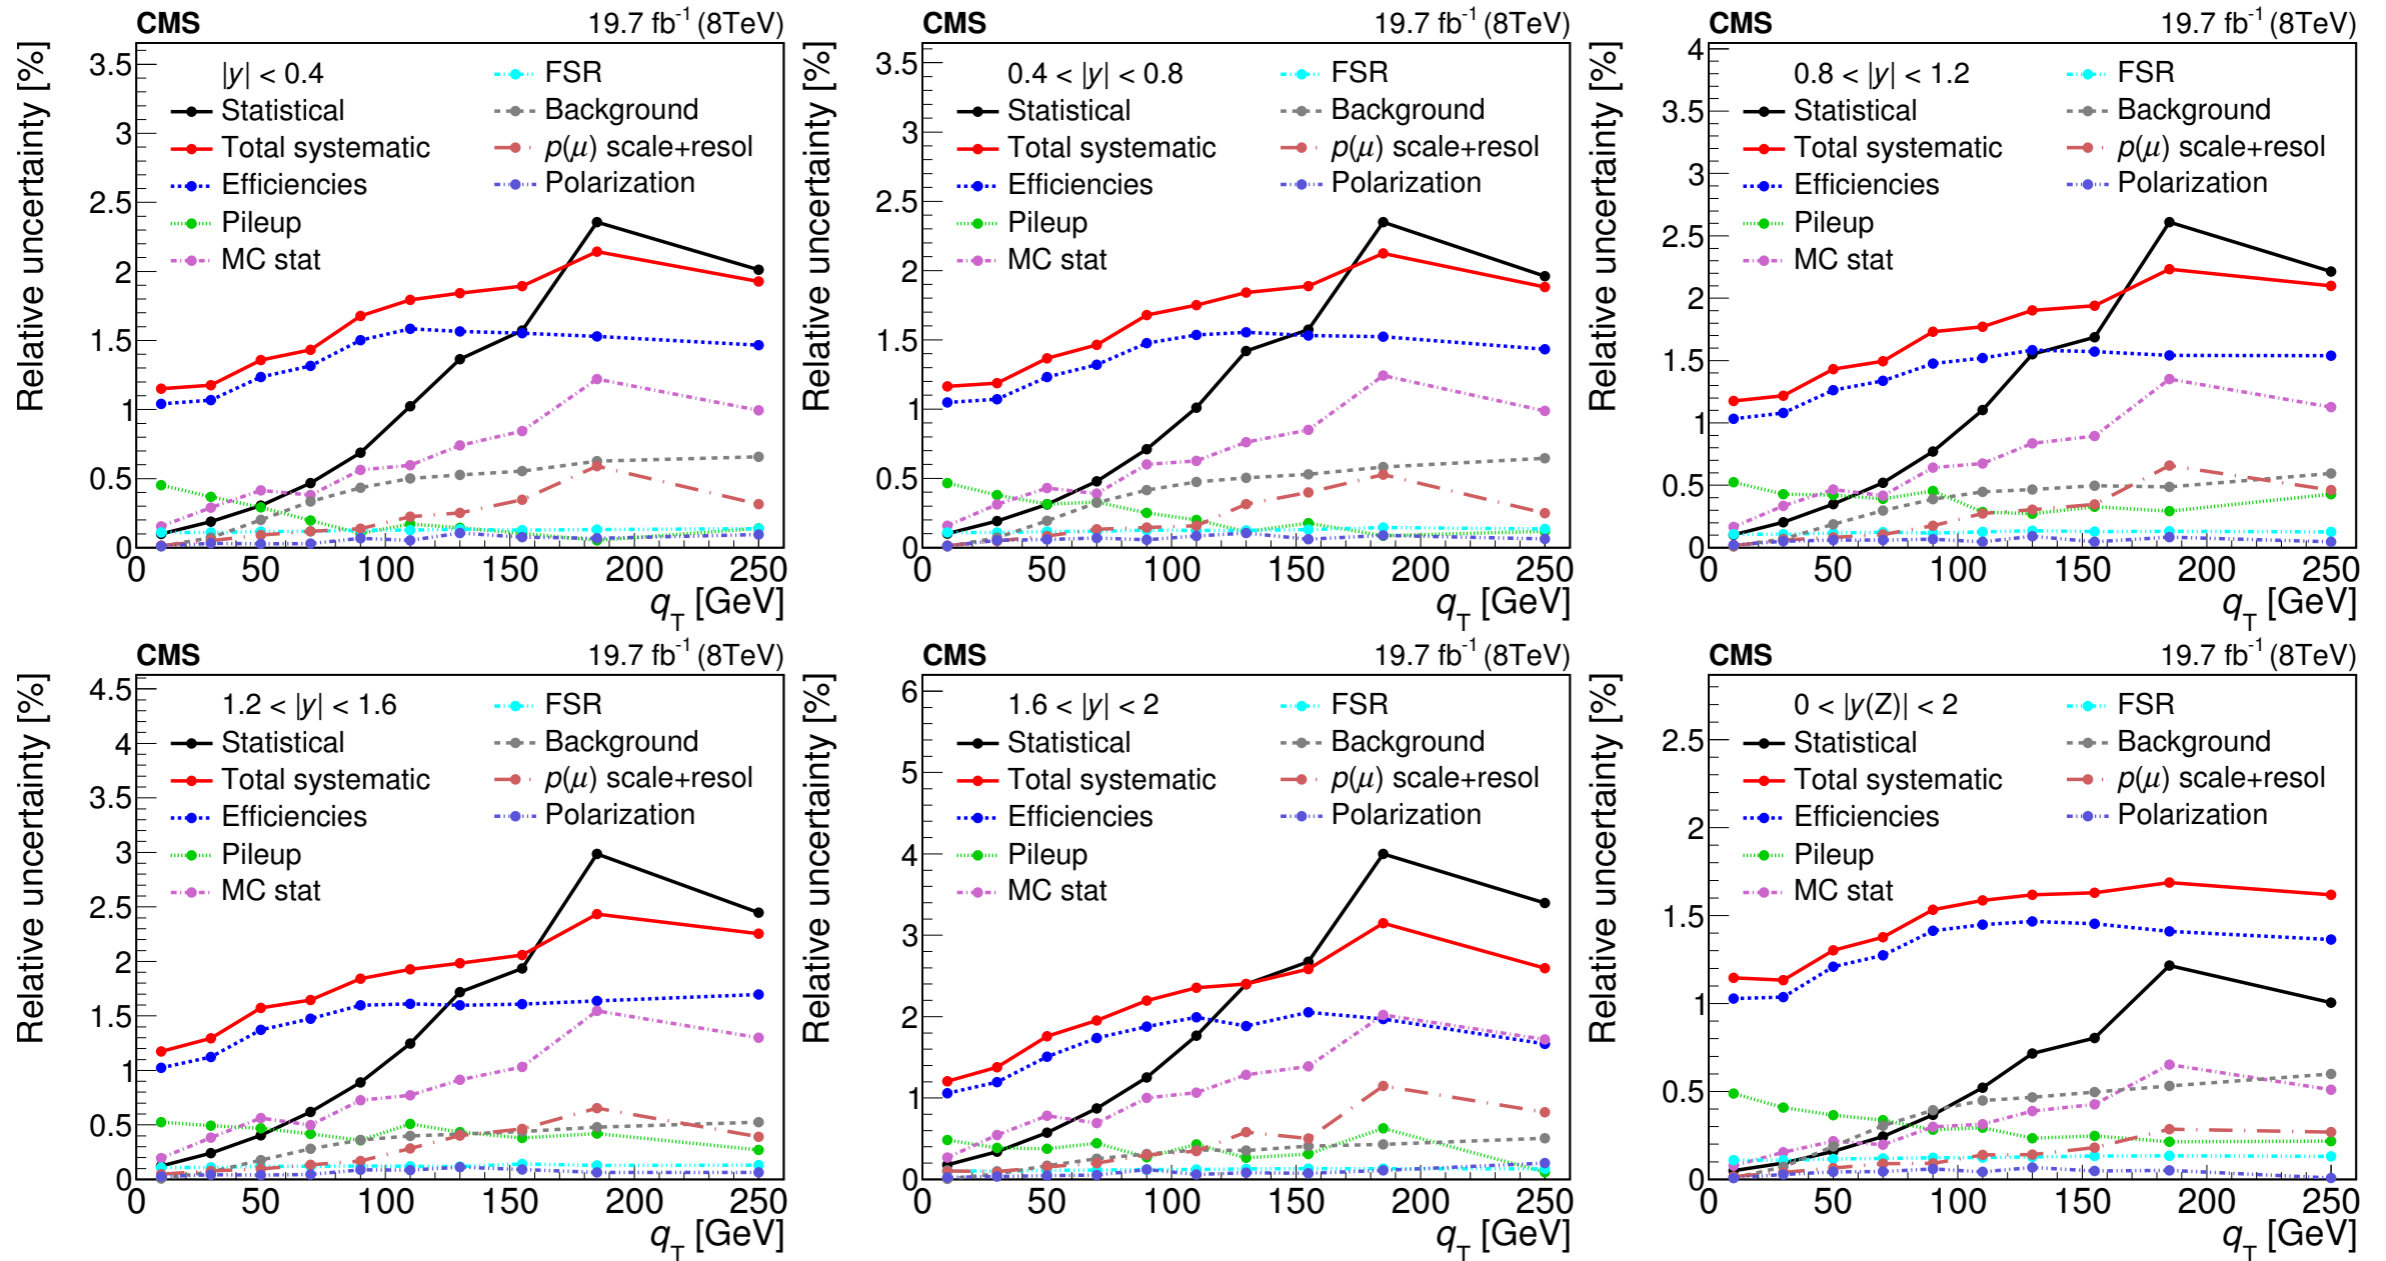 CMS 19.7 fb⁻¹ (8TeV)
Relative uncertainty [%]
|y| < 0.4
Statistical
Total systematic
Efficiencies
Pileup
MC stat
FSR
Background
p(μ) scale+resol
Polarization
3.5
3
2.5
2
1.5
1
0.5
0
0 50 100 150 200 250
q_T [GeV]
CMS 19.7 fb⁻¹ (8TeV)
Relative uncertainty [%]
0.4 < |y| < 0.8
Statistical
Total systematic
Efficiencies
Pileup
MC stat
FSR
Background
p(μ) scale+resol
Polarization
3.5
3
2.5
2
1.5
1
0.5
0
0 50 100 150 200 250
q_T [GeV]
CMS 19.7 fb⁻¹ (8TeV)
Relative uncertainty [%]
0.8 < |y| < 1.2
Statistical
Total systematic
Efficiencies
Pileup
MC stat
FSR
Background
p(μ) scale+resol
Polarization
4
3.5
3
2.5
2
1.5
1
0.5
0
0 50 100 150 200 250
q_T [GeV]
CMS 19.7 fb⁻¹ (8TeV)
Relative uncertainty [%]
1.2 < |y| < 1.6
Statistical
Total systematic
Efficiencies
Pileup
MC stat
FSR
Background
p(μ) scale+resol
Polarization
4.5
4
3.5
3
2.5
2
1.5
1
0.5
0
0 50 100 150 200 250
q_T [GeV]
CMS 19.7 fb⁻¹ (8TeV)
Relative uncertainty [%]
1.6 < |y| < 2
Statistical
Total systematic
Efficiencies
Pileup
MC stat
FSR
Background
p(μ) scale+resol
Polarization
6
5
4
3
2
1
0
0 50 100 150 200 250
q_T [GeV]
CMS 19.7 fb⁻¹ (8TeV)
Relative uncertainty [%]
0 < |y(Z)| < 2
Statistical
Total systematic
Efficiencies
Pileup
MC stat
FSR
Background
p(μ) scale+resol
Polarization
2.5
2
1.5
1
0.5
0
0 50 100 150 200 250
q_T [GeV]